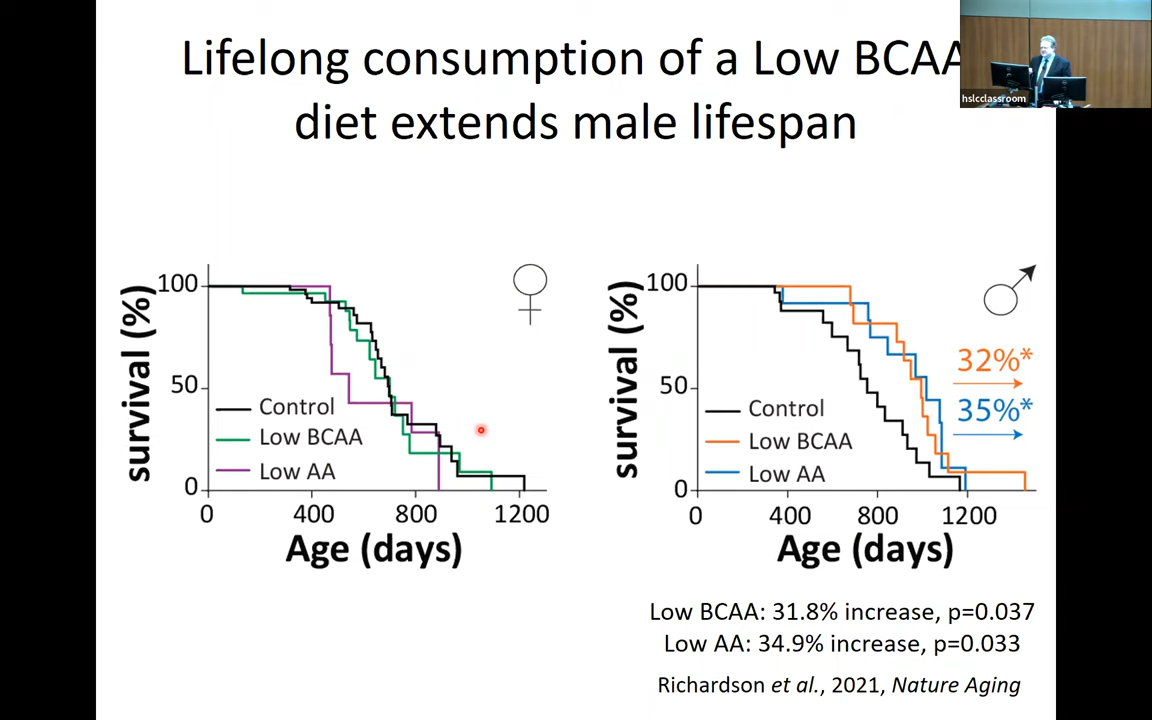 Lifelong consumption of a Low BCAA
diet extends male lifespan
hslcclassroom
survival (%)
100
50
0
Control
Low BCAA
Low AA
0
400
800
1200
Age (days)
survival (%)
100
50
0
32%*
35%*
Control
Low BCAA
Low AA
0
400
800
1200
Age (days)
Low BCAA: 31.8% increase, p=0.037
Low AA: 34.9% increase, p=0.033
Richardson et al., 2021, Nature Aging